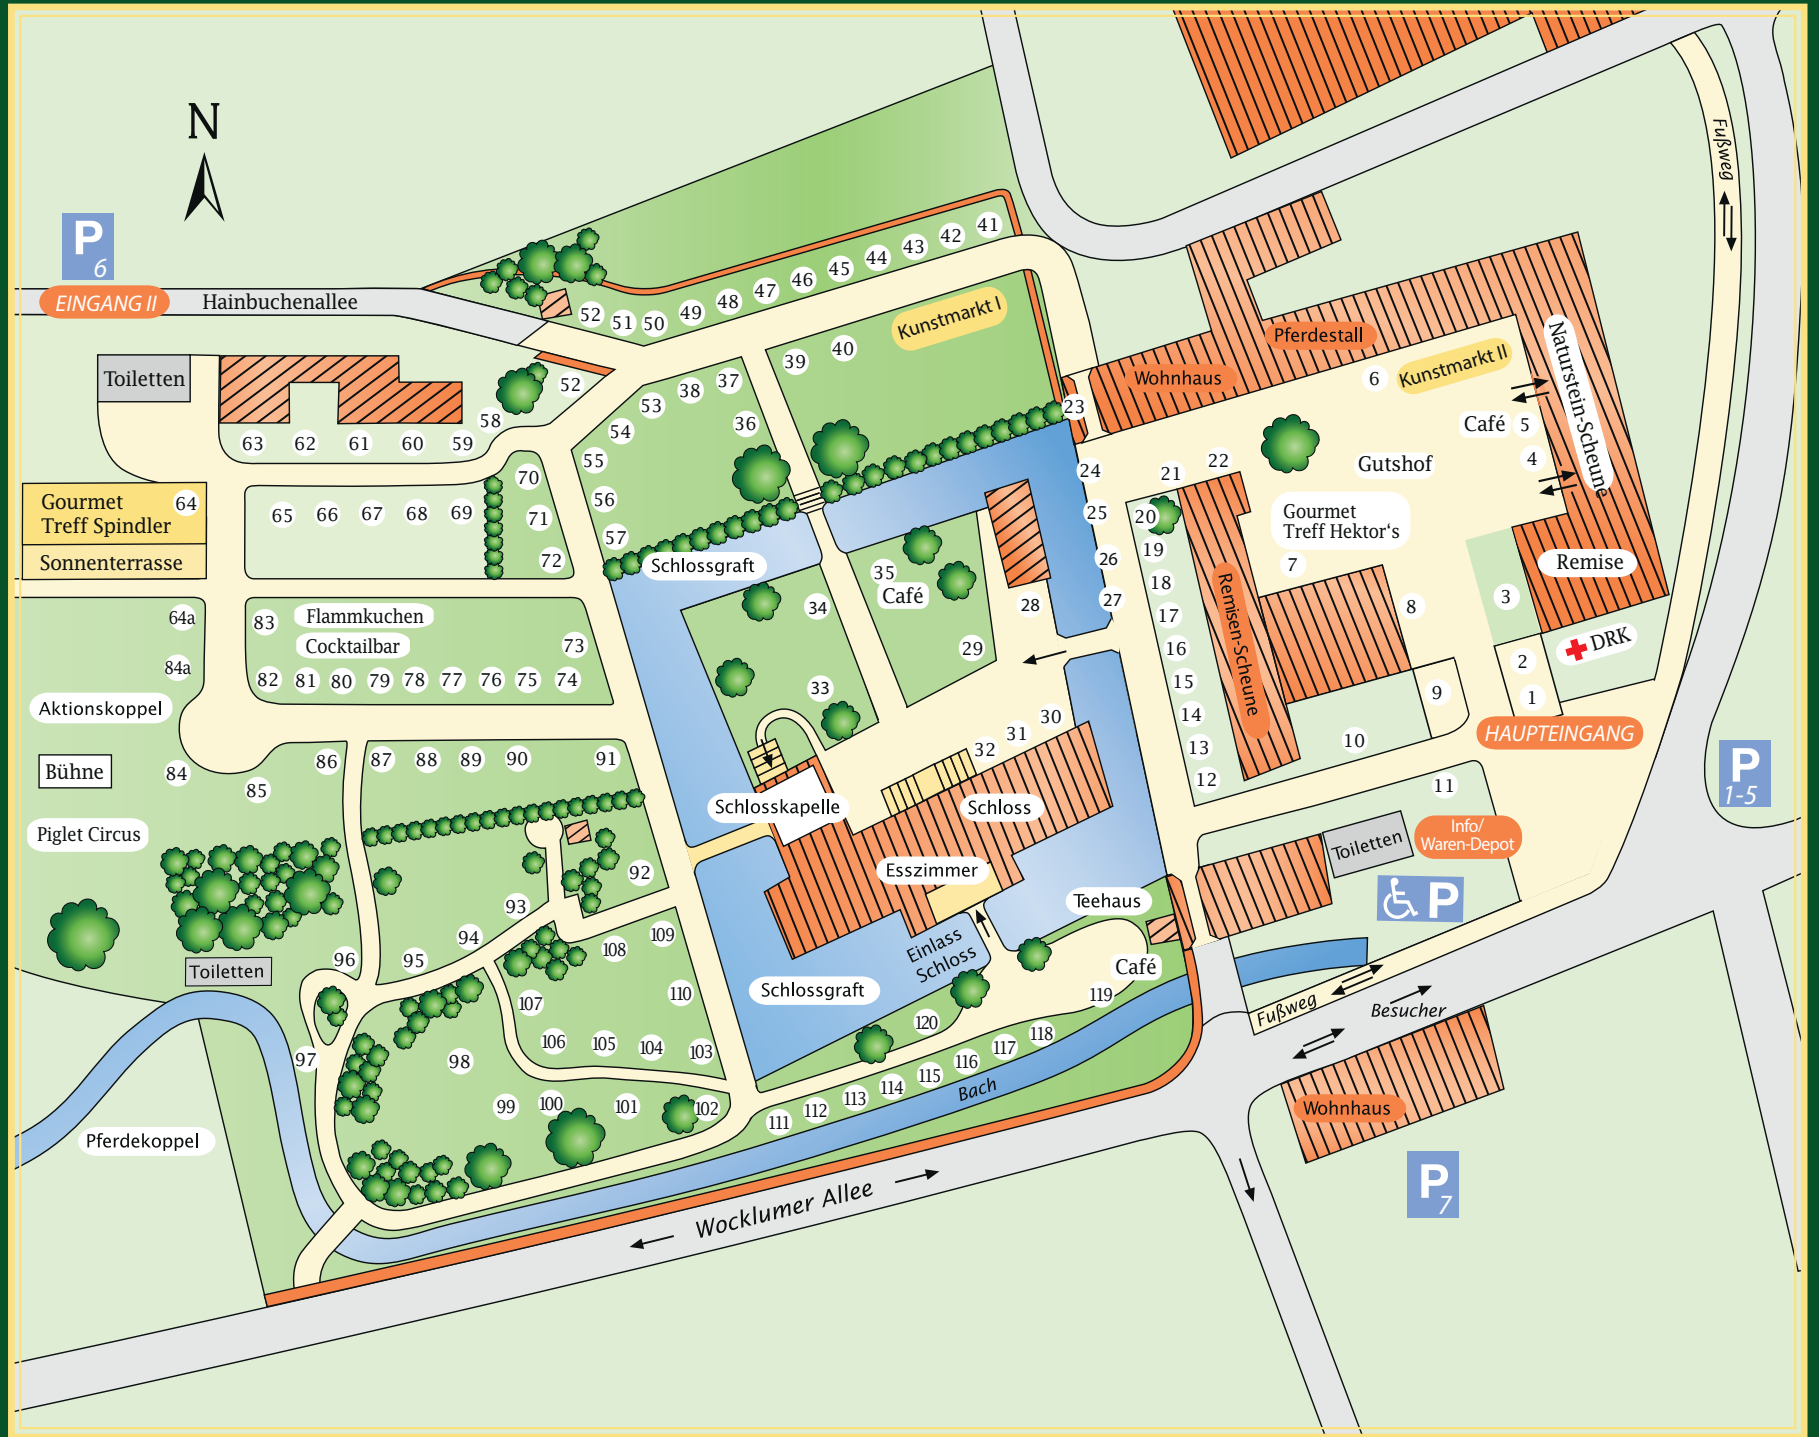 N
P
6
EINGANG II
Hainbuchenallee
Fußweg
41
42
43
44
45
46
47
48
49
50
51
52
Kunstmarkt I
39
40
37
38
53
36
54
55
56
57
Toiletten
52
58
63
62
61
60
59
70
71
72
Gourmet
Treff Spindler
64
Sonnenterrasse
65
66
67
68
69
Pferdestall
Wohnhaus
23
6
Kunstmarkt II
Naturstein-Scheune
Café
5
4
Gutshof
24
21
22
25
20
Gourmet
Treff Hektor's
7
19
26
18
27
17
16
15
14
13
12
Remisen-Scheune
8
3
Remise
DRK
2
1
9
10
HAUPTEINGANG
11
P
1-5
Schlossgraft
35
Café
34
28
29
33
30
31
32
64a
83
Flammkuchen
Cocktailbar
73
84a
82
81
80
79
78
77
76
75
74
Aktionskoppel
Bühne
84
85
86
87
88
89
90
91
Piglet Circus
Schlosskapelle
Schloss
Esszimmer
Teehaus
Info/
Waren-Depot
Toiletten
P
92
93
94
95
96
Toiletten
108
109
110
107
106
105
104
103
97
98
99
100
101
102
Einlass
Schloss
Schlossgraft
Café
119
120
118
117
116
115
114
113
112
111
Bach
Fußweg
Besucher
Wohnhaus
P
7
Pferdekoppel
Wocklumer Allee